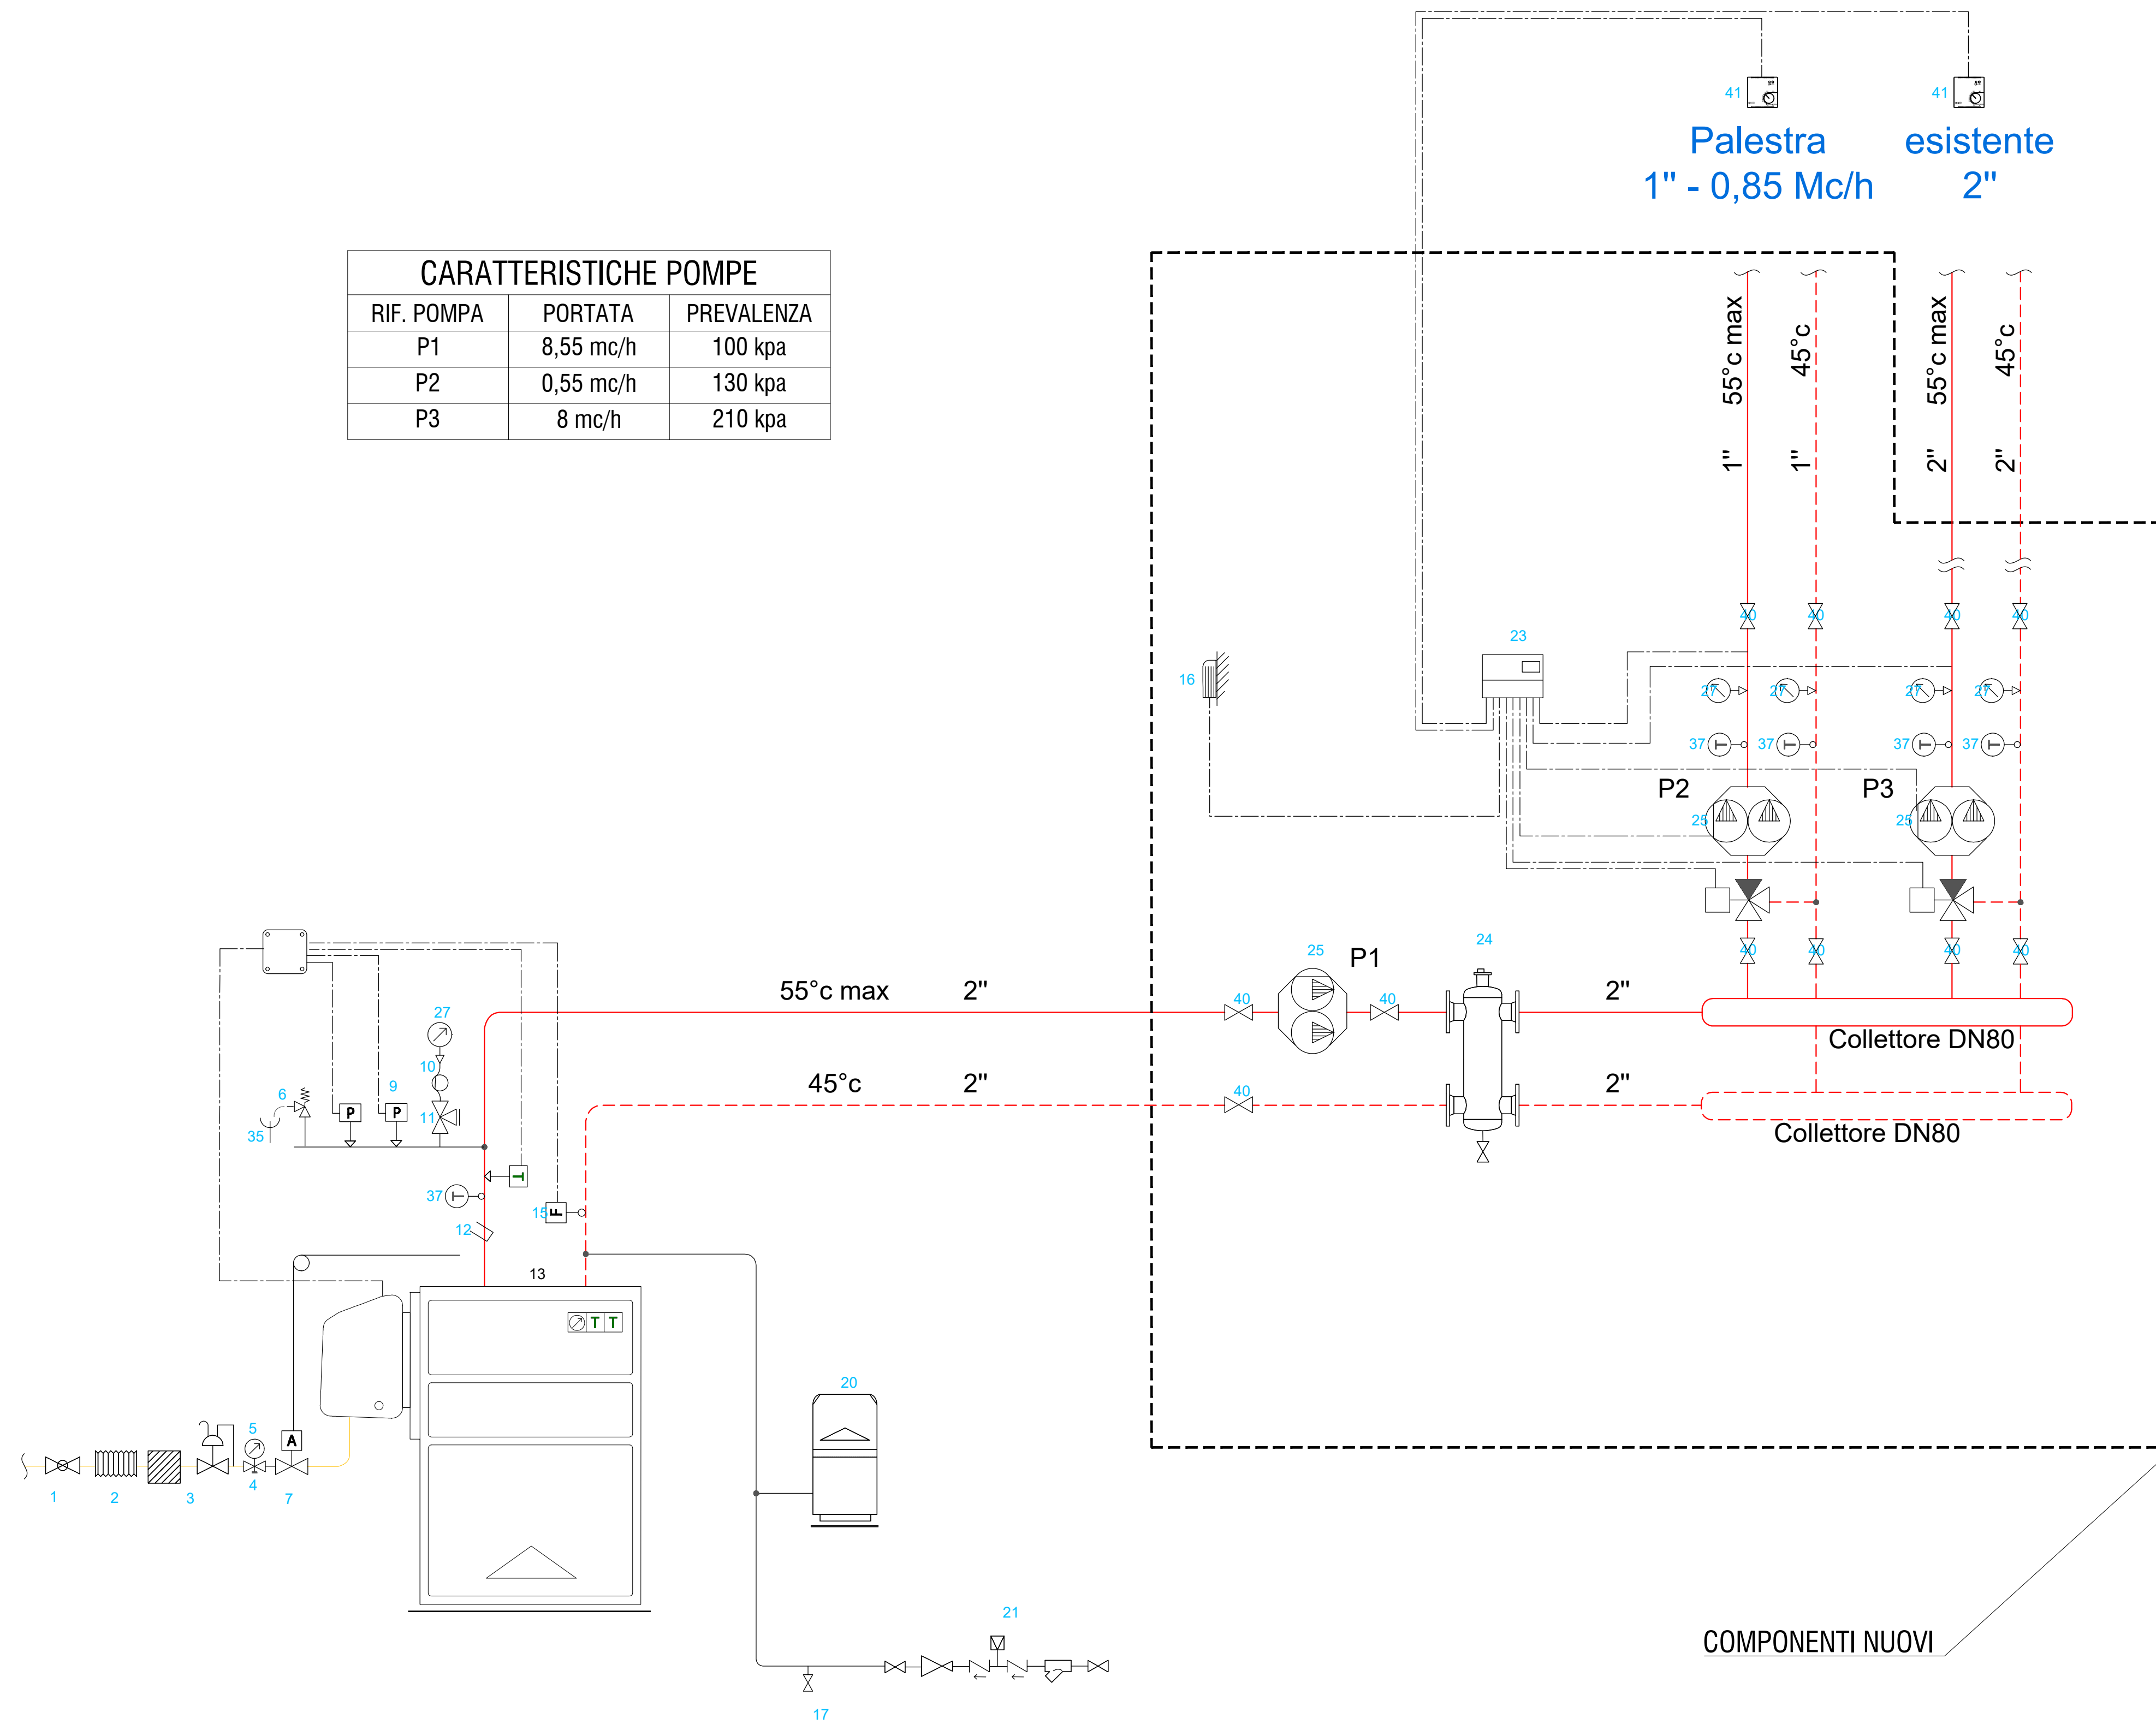 41
41
Palestra
1" - 0,85 Mc/h
esistente
2"
CARATTERISTICHE POMPE
RIF. POMPA PORTATA PREVALENZA
P1 8,55 mc/h 100 kpa
P2 0,55 mc/h 130 kpa
P3 8 mc/h 210 kpa
55°c max
45°c
55°c max
45°c
1"
1"
2"
2"
40 40 40 40
23
16
27 27 27 27
37 37 37 37
P2 P3
25 25
40 40 40 40
25 P1 24
55°c max 2" 2"
40 40
27
Collettore DN80
10
9
6
P P
11
35
45°c 2" 2"
40
Collettore DN80
T
37 T
15 F
12
13
T T
20
5
A
1 2 3 4 7
21
COMPONENTI NUOVI
17